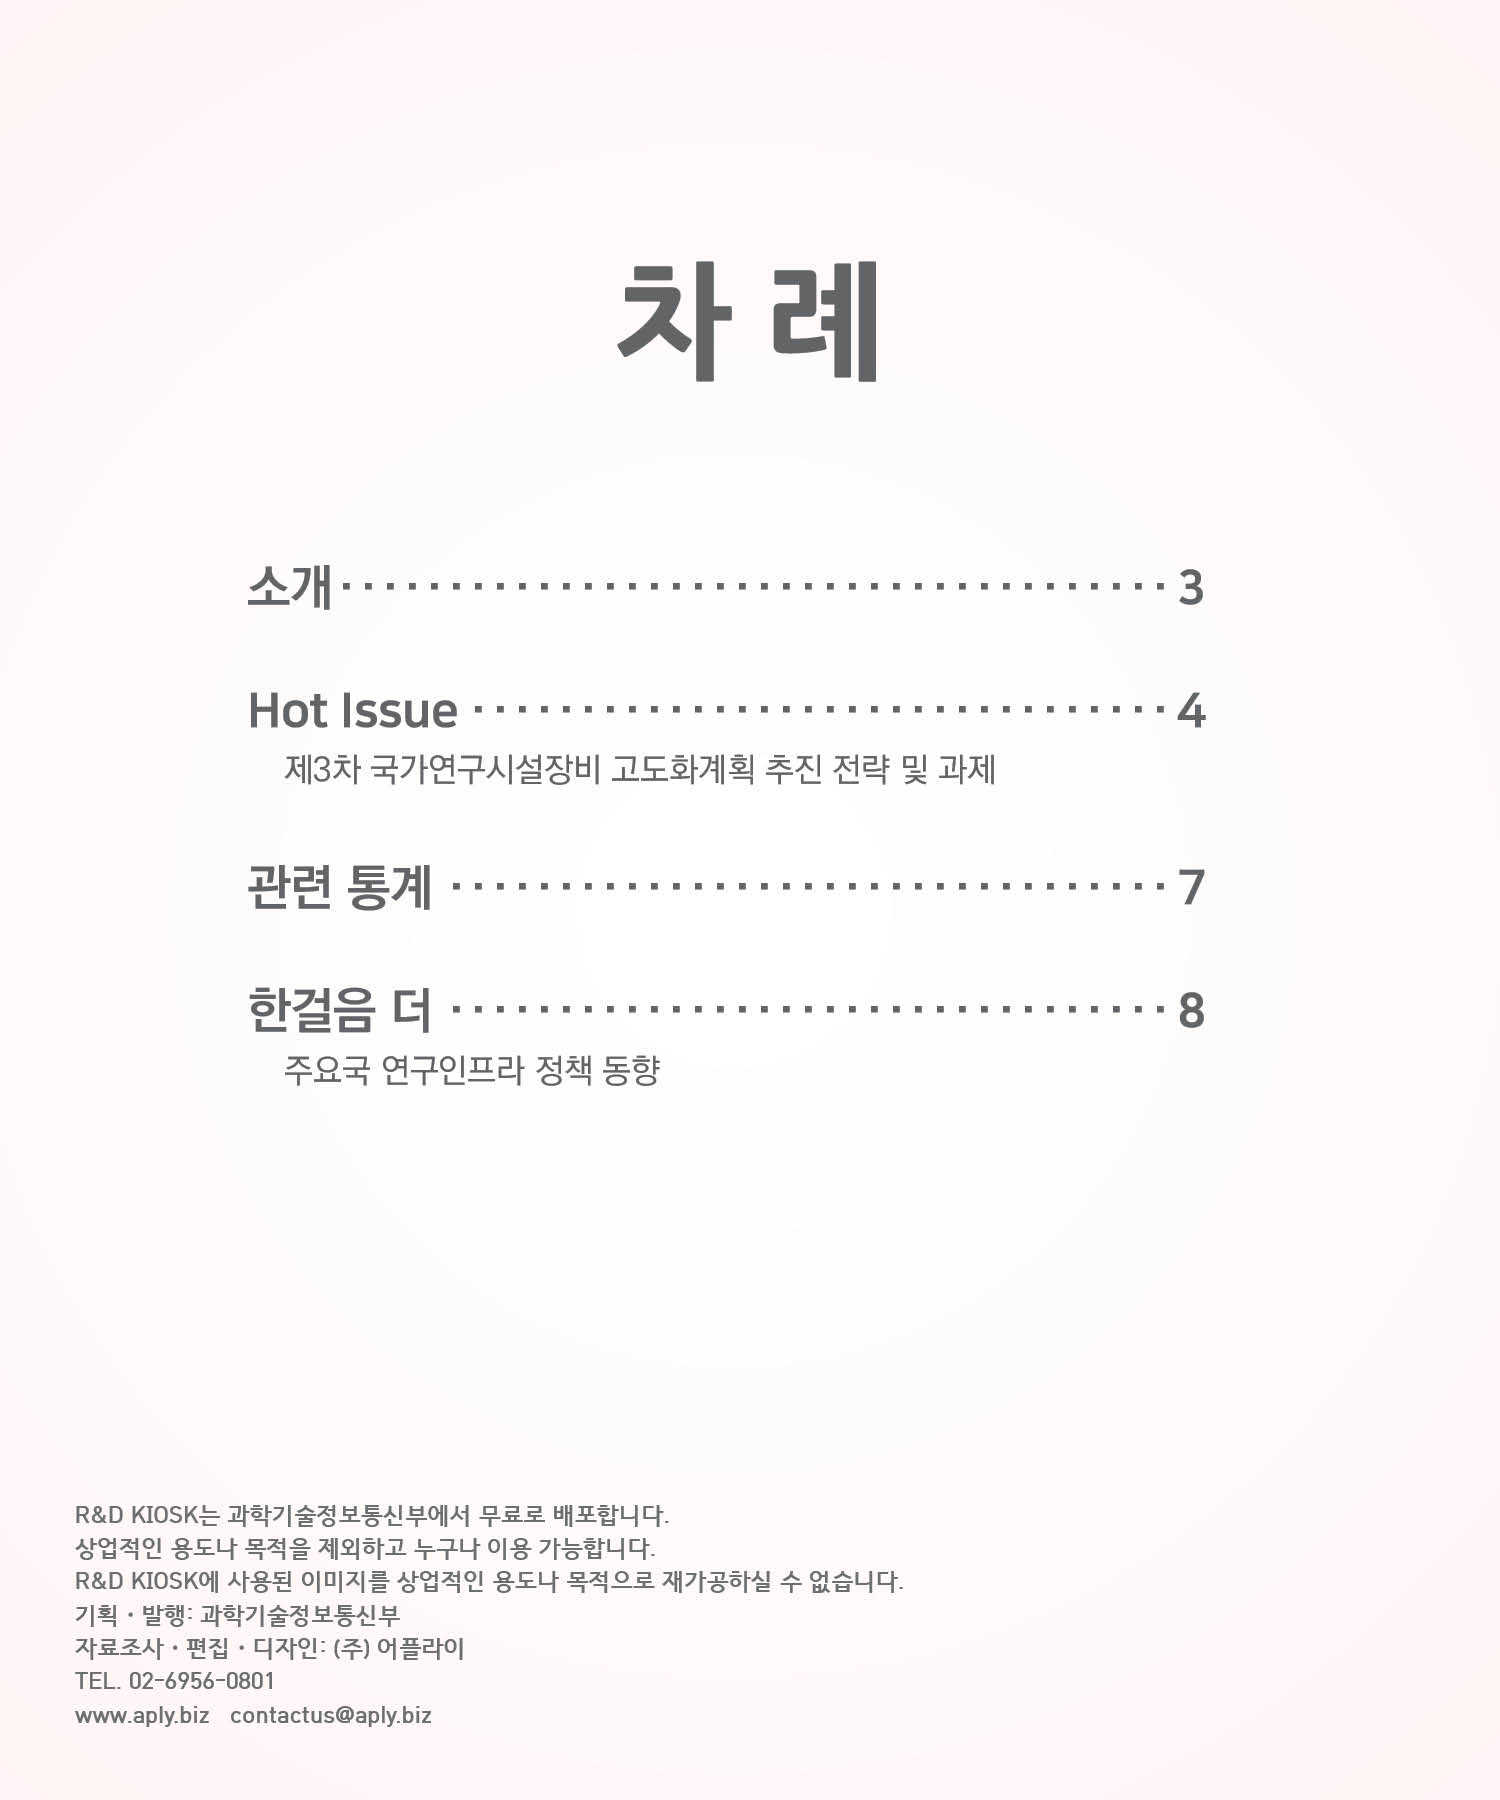 차 례
소개 ······································ 3
Hot Issue ································ 4
제3차 국가연구시설장비 고도화계획 추진 전략 및 과제
관련 통계 ································· 7
한걸음 더 ································· 8
주요국 연구인프라 정책 동향
R&D KIOSK는 과학기술정보통신부에서 무료로 배포합니다.
상업적인 용도나 목적을 제외하고 누구나 이용 가능합니다.
R&D KIOSK에 사용된 이미지를 상업적인 용도나 목적으로 재가공하실 수 없습니다.
기획・발행: 과학기술정보통신부
자료조사・편집・디자인: (주) 어플라이
TEL. 02-6956-0801
www.aply.biz contactus@aply.biz